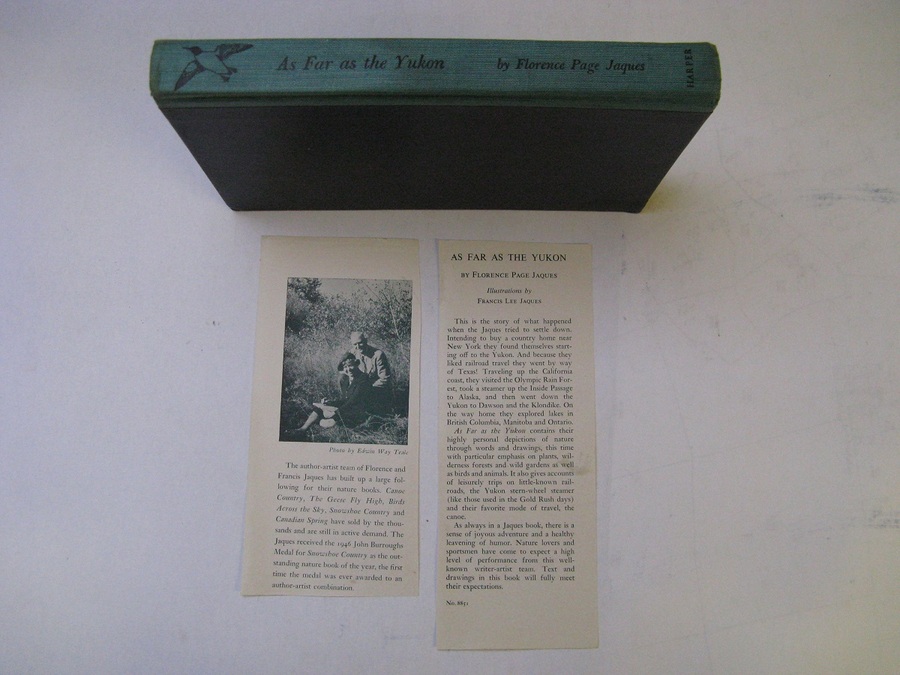 As Far as the Yukon by Florence Page Jaques HARPER
Photo by Edwin Way Teale
The author-artist team of Florence and
Francis Jaques has built up a large fol-
lowing for their nature books. Canoe
Country, The Geese Fly High, Birds
Across the Sky, Snowshoe Country and
Canadian Spring have sold by the thou-
sands and are still in active demand. The
Jaques received the 1946 John Burroughs
Medal for Snowshoe Country as the out-
standing nature book of the year, the first
time the medal was ever awarded to an
author-artist combination.
AS FAR AS THE YUKON
BY FLORENCE PAGE JAQUES
Illustrations by
FRANCIS LEE JAQUES
This is the story of what happened
when the Jaques tried to settle down.
Intending to buy a country home near
New York they found themselves start-
ing off to the Yukon. And because they
liked railroad travel they went by way
of Texas! Traveling up the California
coast, they visited the Olympic Rain For-
est, took a steamer up the Inside Passage
to Alaska, and then went down the
Yukon to Dawson and the Klondike. On
the way home they explored lakes in
British Columbia, Manitoba and Ontario.
As Far as the Yukon contains their
highly personal depictions of nature
through words and drawings, this time
with particular emphasis on plants, wil-
derness forests and wild gardens as well
as birds and animals. It also gives accounts
of leisurely trips on little-known rail-
roads, the Yukon stern-wheel steamer
(like those used in the Gold Rush days)
and their favorite mode of travel, the
canoe.
As always in a Jaques book, there is a
sense of joyous adventure and a healthy
leavening of humor. Nature lovers and
sportsmen have come to expect a high
level of performance from this well-
known writer-artist team. Text and
drawings in this book will fully meet
their expectations.
No. 8851